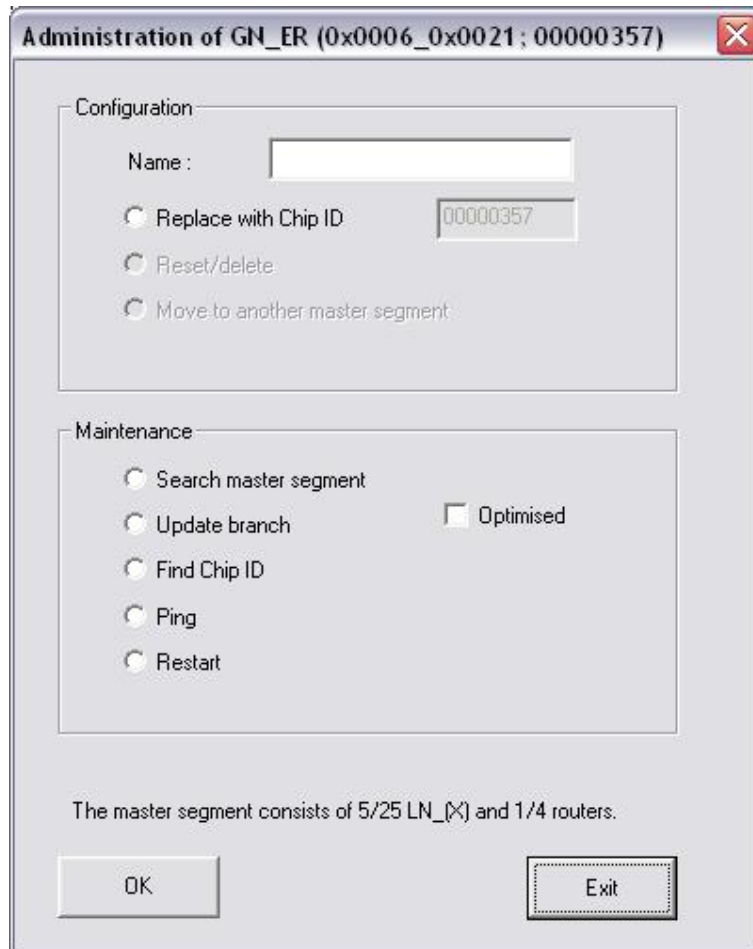 Administration of GN_ER (0x0006_0x0021; 00000357)
Configuration
Name :
Replace with Chip ID 00000357
Reset/delete
Move to another master segment
Maintenance
Search master segment
Update branch Optimised
Find Chip ID
Ping
Restart
The master segment consists of 5/25 LN_(X) and 1/4 routers.
OK Exit